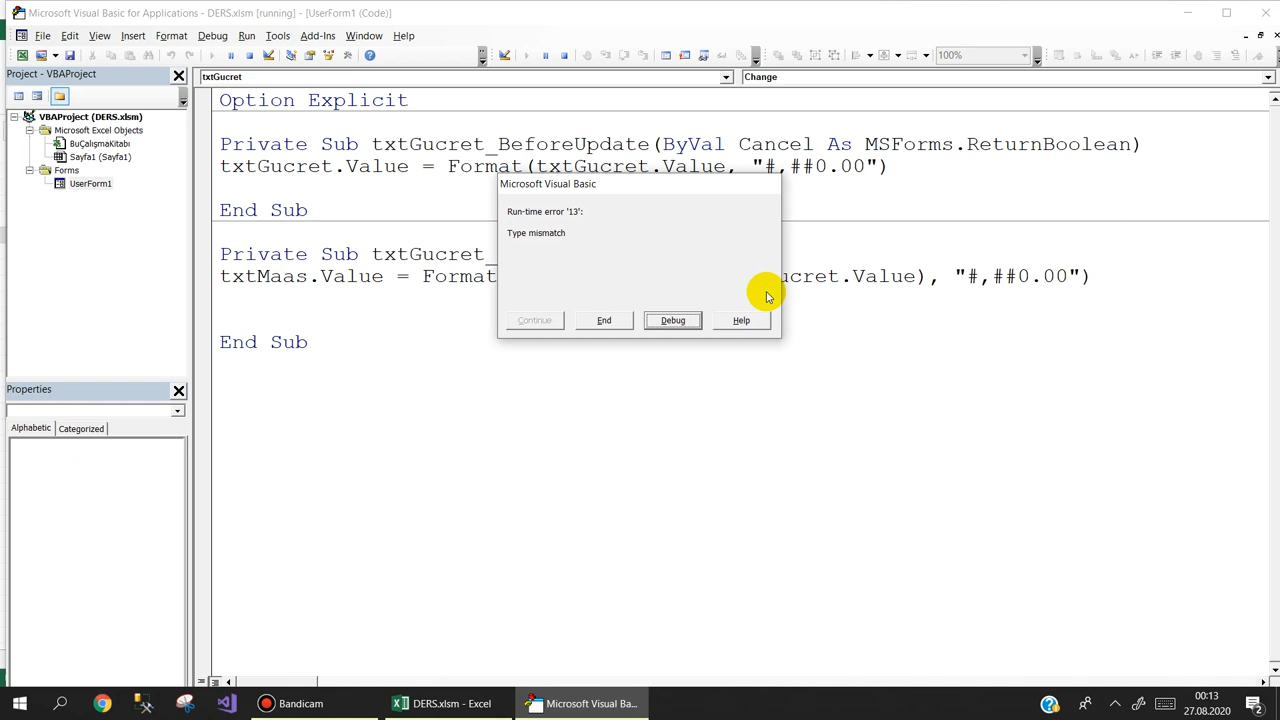 Microsoft Visual Basic for Applications - DERS.xlsm [running] - [UserForm1 (Code)]
File Edit View Insert Format Debug Run Tools Add-Ins Window Help
100%
Project - VBAProject
txtGucret
Change
VBAProject (DERS.xlsm)
Microsoft Excel Objects
BuÇalışmaKitabı
Sayfa1 (Sayfa1)
Forms
UserForm1
Properties
Alphabetic
Categorized
Option Explicit
Private Sub txtGucret_BeforeUpdate(ByVal Cancel As MSForms.ReturnBoolean)
txtGucret.Value = Format(txtGucret.Value, "#,##0.00")
End Sub
Private Sub txtGucret_
txtMaas.Value = Format ucret.Value), "#,##0.00")
End Sub
Microsoft Visual Basic
Run-time error '13':
Type mismatch
Continue
End
Debug
Help
Bandicam
DERS.xlsm - Excel
Microsoft Visual Ba...
00:13
27.08.2020
2